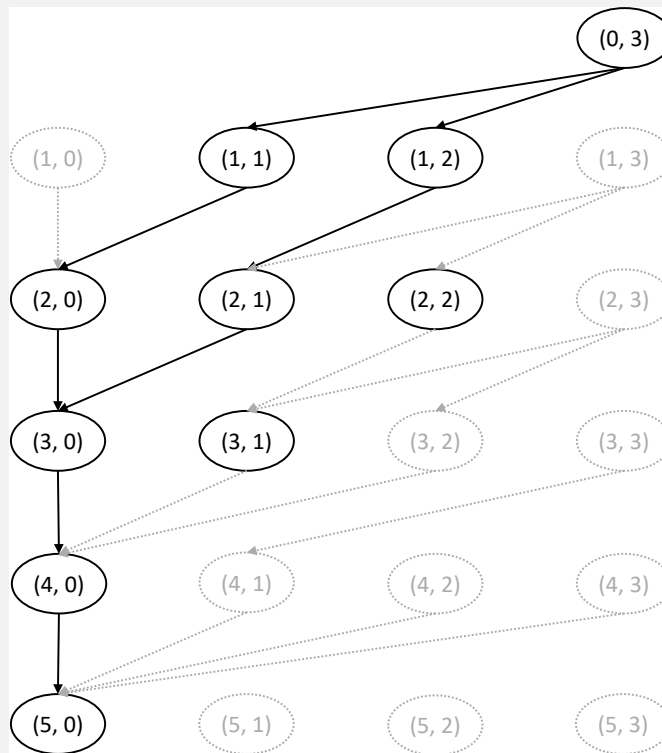 (0, 3)
(1, 0) (1, 1) (1, 2) (1, 3)
(2, 0) (2, 1) (2, 2) (2, 3)
(3, 0) (3, 1) (3, 2) (3, 3)
(4, 0) (4, 1) (4, 2) (4, 3)
(5, 0) (5, 1) (5, 2) (5, 3)